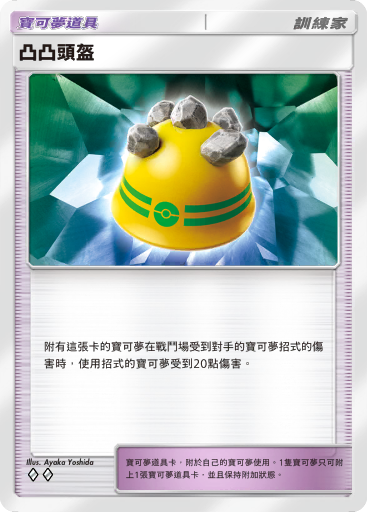 寶可夢道具
訓練家
凸凸頭盔
附有這張卡的寶可夢在戰鬥場受到對手的寶可夢招式的傷
害時，使用招式的寶可夢受到20點傷害。
Illus. Ayaka Yoshida
寶可夢道具卡，附於自己的寶可夢使用。1隻寶可夢只可附
上1張寶可夢道具卡，並且保持附加狀態。